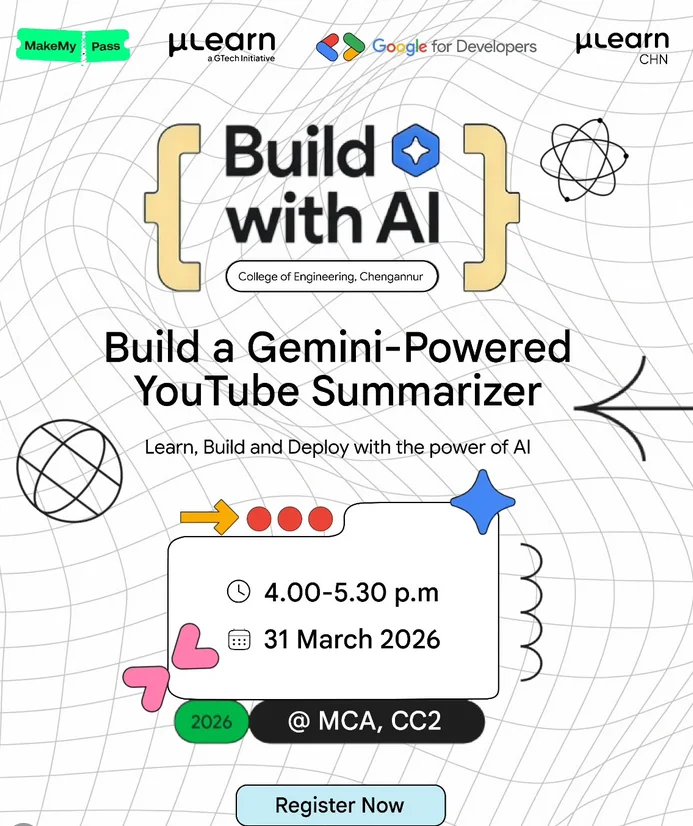 MakeMy Pass
µLearn
a GTech Initiative
Google for Developers
µLearn
CHN
Build
with AI
College of Engineering, Chengannur
Build a Gemini-Powered
YouTube Summarizer
Learn, Build and Deploy with the power of AI
4.00-5.30 p.m
31 March 2026
2026 @ MCA, CC2
Register Now